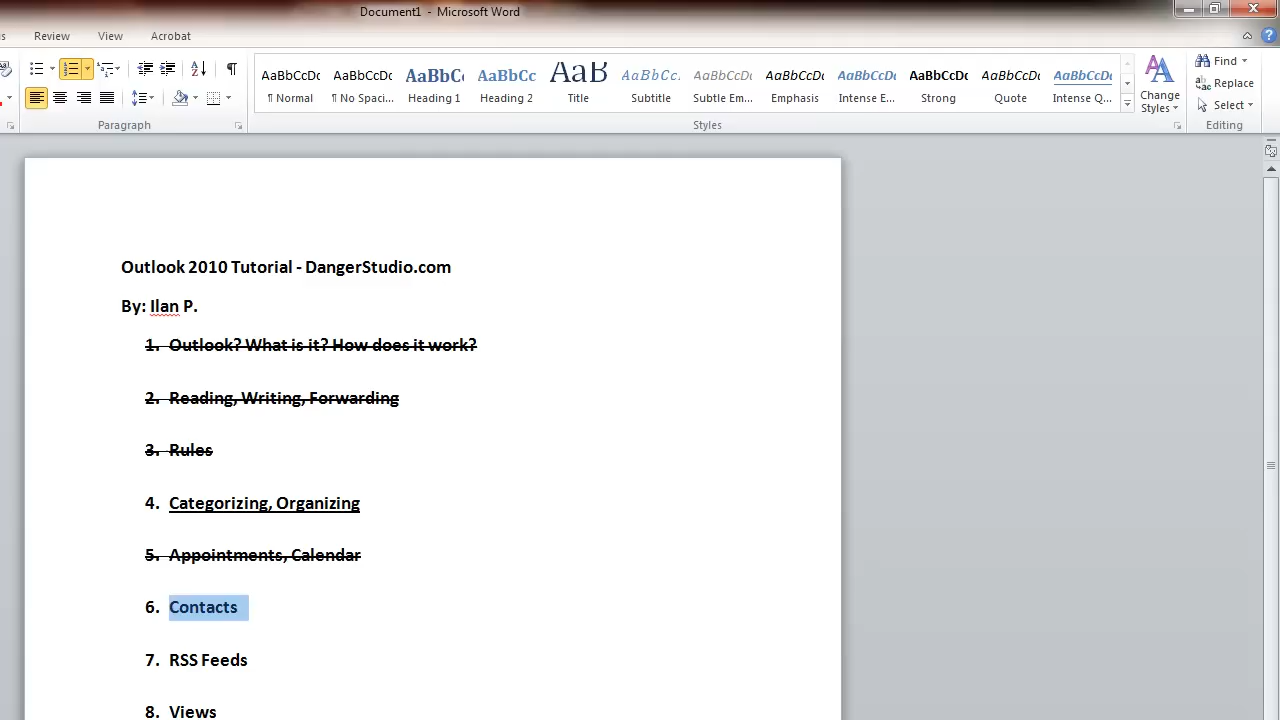 Document1 - Microsoft Word
Review View Acrobat
Find
Replace
Select
AaBbCcDc AaBbCcDc AaBbCc AaBbCc AaB AaBbCc. AaBbCcDc AaBbCcDc AaBbCcDc AaBbCcDc AaBbCcDc AaBbCcDc
¶ Normal ¶ No Spaci... Heading 1 Heading 2 Title Subtitle Subtle Em... Emphasis Intense E... Strong Quote Intense Q...
Change
Styles
Paragraph Styles Editing
Outlook 2010 Tutorial - DangerStudio.com
By: Ilan P.
1. Outlook? What is it? How does it work?
2. Reading, Writing, Forwarding
3. Rules
4. Categorizing, Organizing
5. Appointments, Calendar
6. Contacts
7. RSS Feeds
8. Views